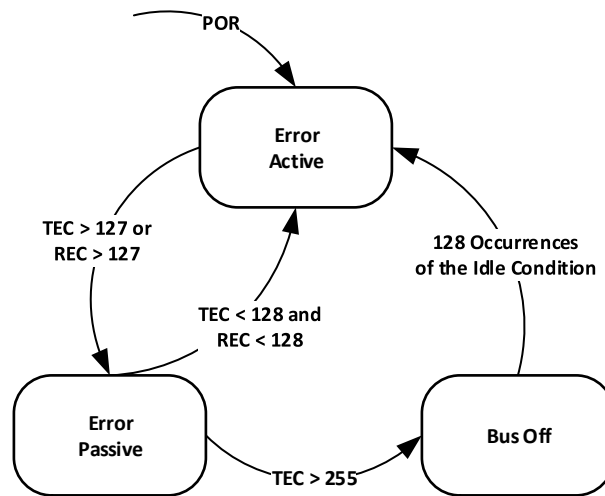 POR
Error
Active
TEC > 127 or
REC > 127
128 Occurrences
of the Idle Condition
TEC < 128 and
REC < 128
Error
Passive
Bus Off
TEC > 255